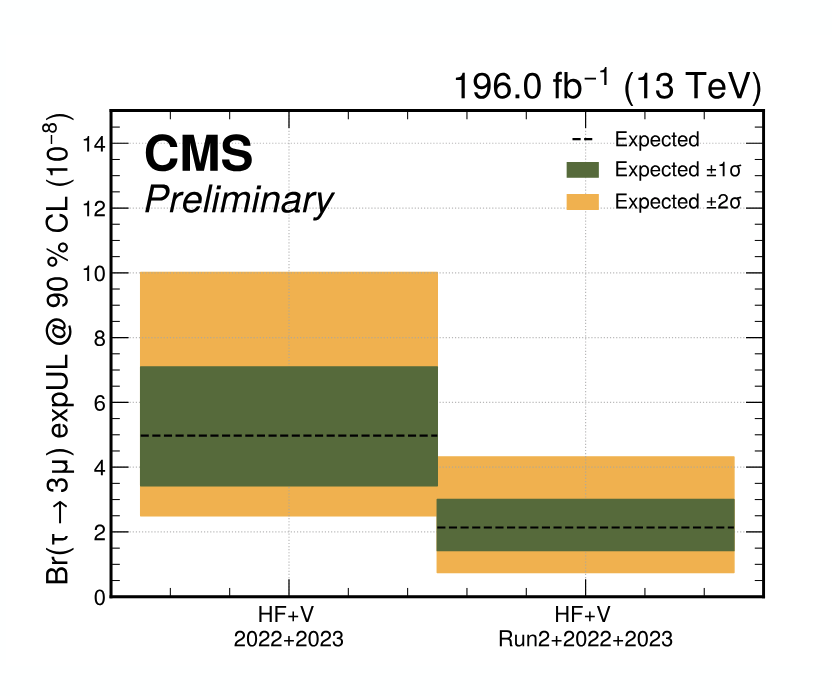 196.0 fb⁻¹ (13 TeV)
CMS
Preliminary
Expected
Expected ±1σ
Expected ±2σ
Br(τ → 3μ) expUL @ 90 % CL (10⁻⁸)
14
12
10
8
6
4
2
0
HF+V
2022+2023
HF+V
Run2+2022+2023